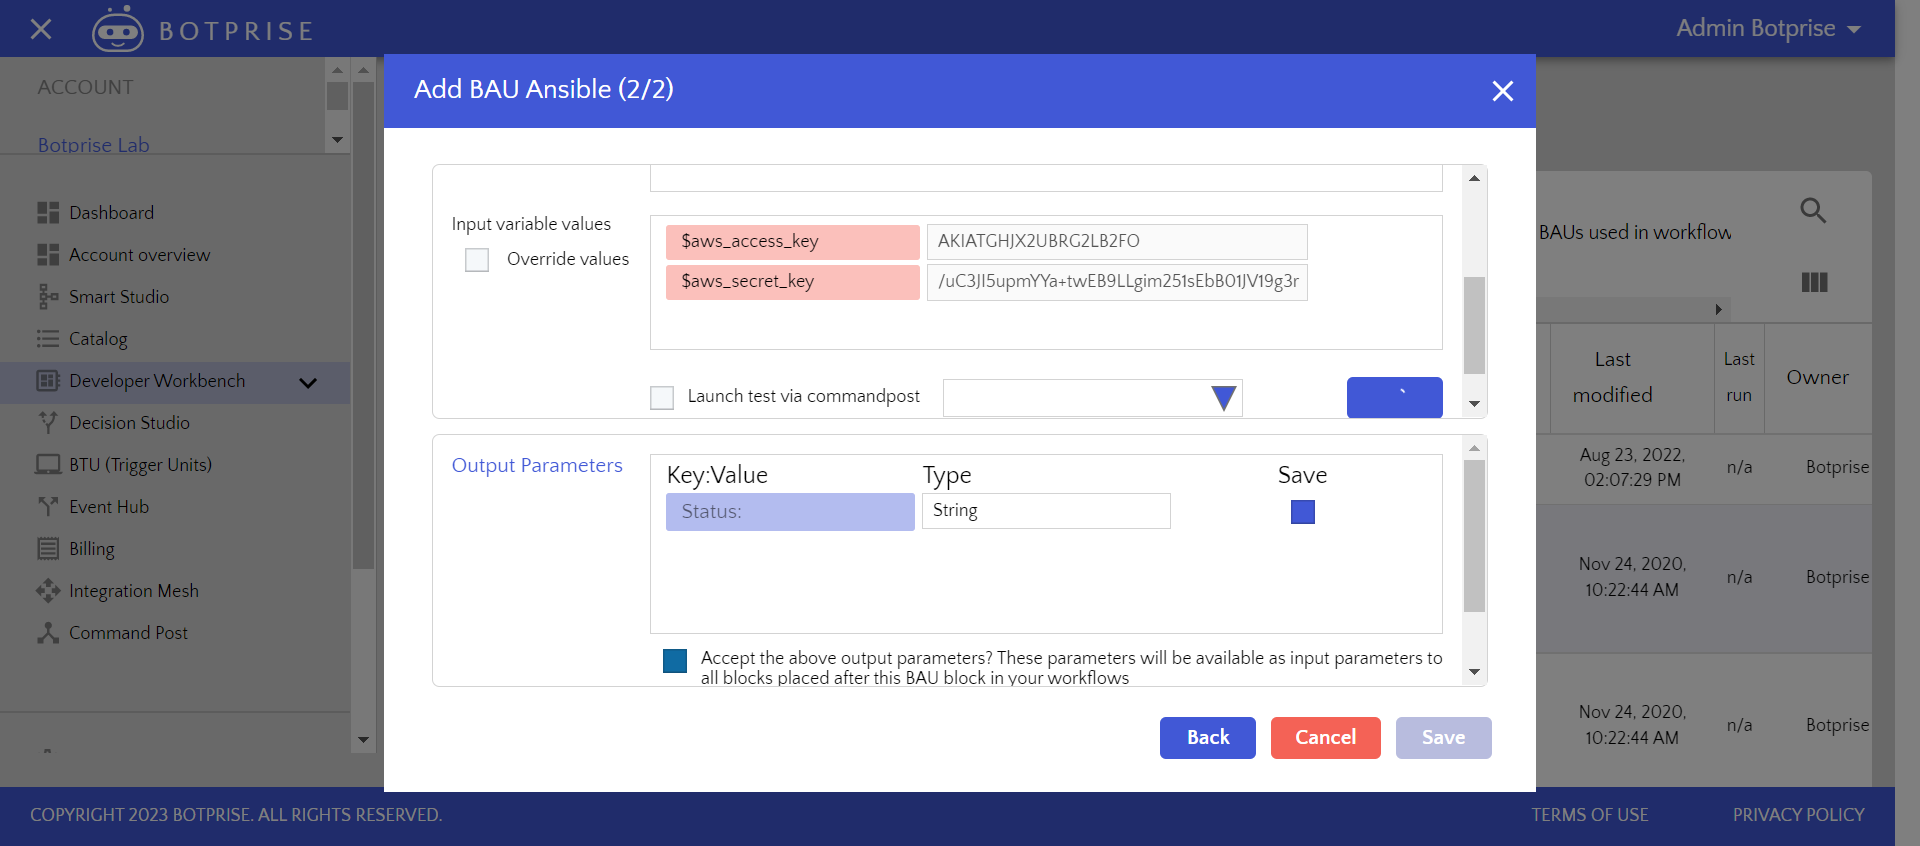 BOTPRISE
Admin Botprise
ACCOUNT
Botprise Lab
Dashboard
Account overview
Smart Studio
Catalog
Developer Workbench
Decision Studio
BTU (Trigger Units)
Event Hub
Billing
Integration Mesh
Command Post
Add BAU Ansible (2/2)
Input variable values
Override values
$aws_access_key
AKIATGHJX2UBRG2LB2FO
$aws_secret_key
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
Launch test via commandpost
Output Parameters
Key:Value
Type
Save
Status:
String
Accept the above output parameters? These parameters will be available as input parameters to
all blocks placed after this BAU block in your workflows
Back
Cancel
Save
BAUs used in workflow
Last
modified
Last
run
Owner
Aug 23, 2022,
02:07:29 PM
n/a
Botprise
Nov 24, 2020,
10:22:44 AM
n/a
Botprise
Nov 24, 2020,
10:22:44 AM
n/a
Botprise
COPYRIGHT 2023 BOTPRISE. ALL RIGHTS RESERVED.
TERMS OF USE
PRIVACY POLICY